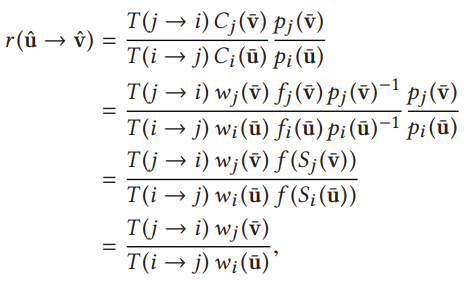 r(û → v̂) = T(j → i) C_j(v̄) / T(i → j) C_i(ū) · p_j(v̄) / p_i(ū)
= T(j → i) w_j(v̄) f_j(v̄) p_j(v̄)⁻¹ / T(i → j) w_i(ū) f_i(ū) p_i(ū)⁻¹ · p_j(v̄) / p_i(ū)
= T(j → i) w_j(v̄) f(S_j(v̄)) / T(i → j) w_i(ū) f(S_i(ū))
= T(j → i) w_j(v̄) / T(i → j) w_i(ū) ,